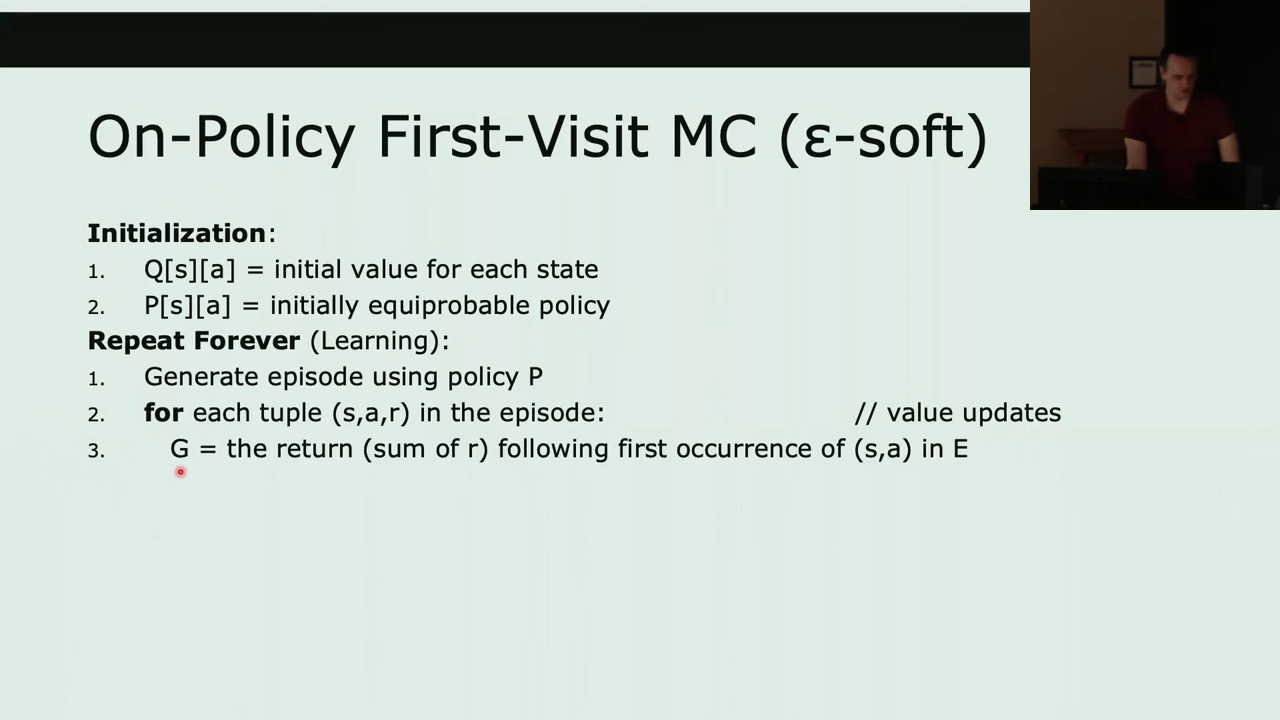 On-Policy First-Visit MC (ε-soft)
Initialization:
1. Q[s][a] = initial value for each state
2. P[s][a] = initially equiprobable policy
Repeat Forever (Learning):
1. Generate episode using policy P
2. for each tuple (s,a,r) in the episode: // value updates
3. G = the return (sum of r) following first occurrence of (s,a) in E